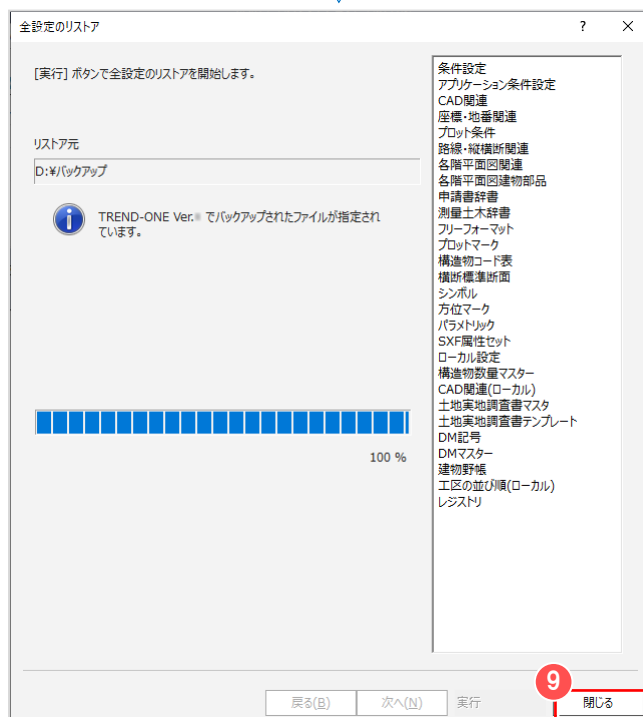 全設定のリストア
? ×
[実行] ボタンで全設定のリストアを開始します。
リストア元
D:¥バックアップ
TREND-ONE Ver. でバックアップされたファイルが指定され
ています。
100 %
条件設定
アプリケーション条件設定
CAD関連
座標・地番関連
プロット条件
路線・縦横断関連
各階平面図関連
各階平面図建物部品
申請書辞書
測量土木辞書
フリーフォーマット
プロットマーク
構造物コード表
横断標準断面
シンボル
方位マーク
パラメトリック
SXF属性セット
ローカル設定
構造物数量マスター
CAD関連(ローカル)
土地実地調査書マスタ
土地実地調査書テンプレート
DM記号
DMマスター
建物野帳
工区の並び順(ローカル)
レジストリ
9
戻る(B) 次へ(N) 実行 閉じる